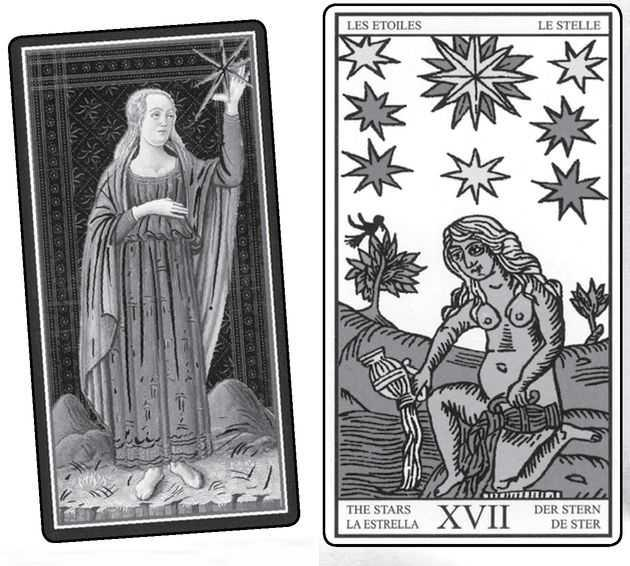 LES ETOILES LE STELLE
THE STARS XVII DER STERN
LA ESTRELLA DE STER